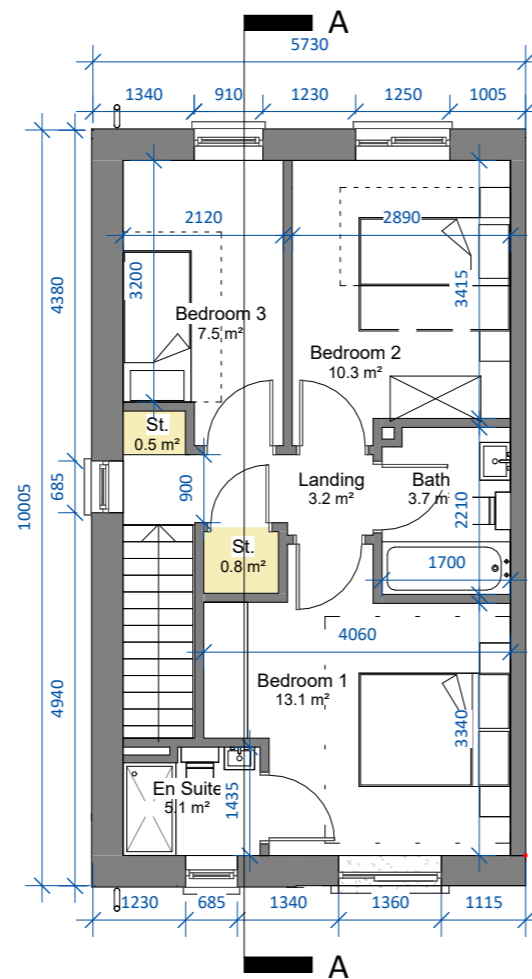 A
5730
1340 910 1230 1250 1005
2120 2890
4380
3200
3415
Bedroom 3
7.5 m²
Bedroom 2
10.3 m²
St.
0.5 m²
685
10005
900
Landing
3.2 m²
Bath
3.7 m
2210
St.
0.8 m²
1700
4060
4940
Bedroom 1
13.1 m²
3340
En Suite
5.1 m²
1435
1230 685 1340 1360 1115
A